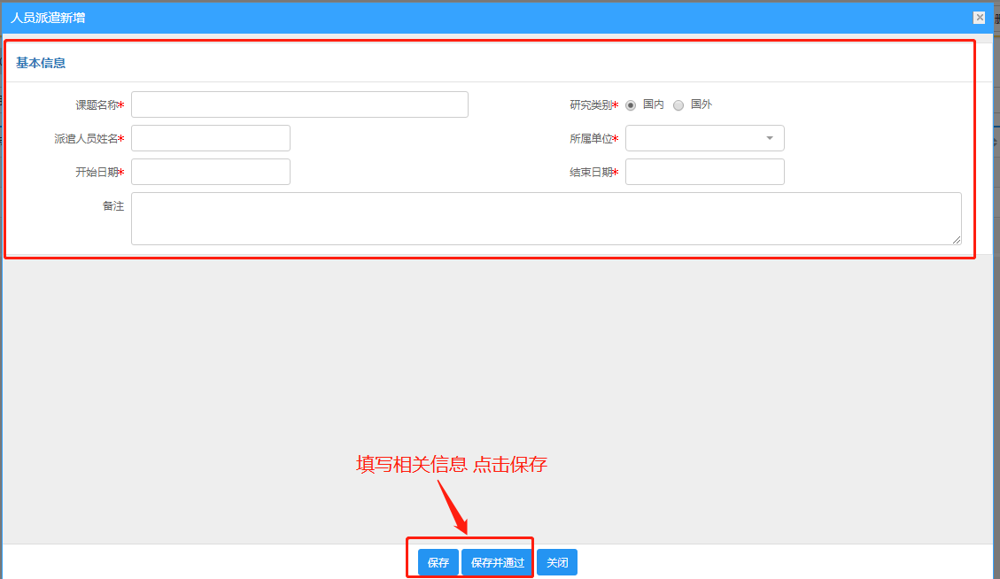 人员派遣新增
基本信息
课题名称* 研究类别* 国内 国外
派遣人员姓名* 所属单位*
开始日期* 结束日期*
备注
填写相关信息 点击保存
保存 保存并通过 关闭